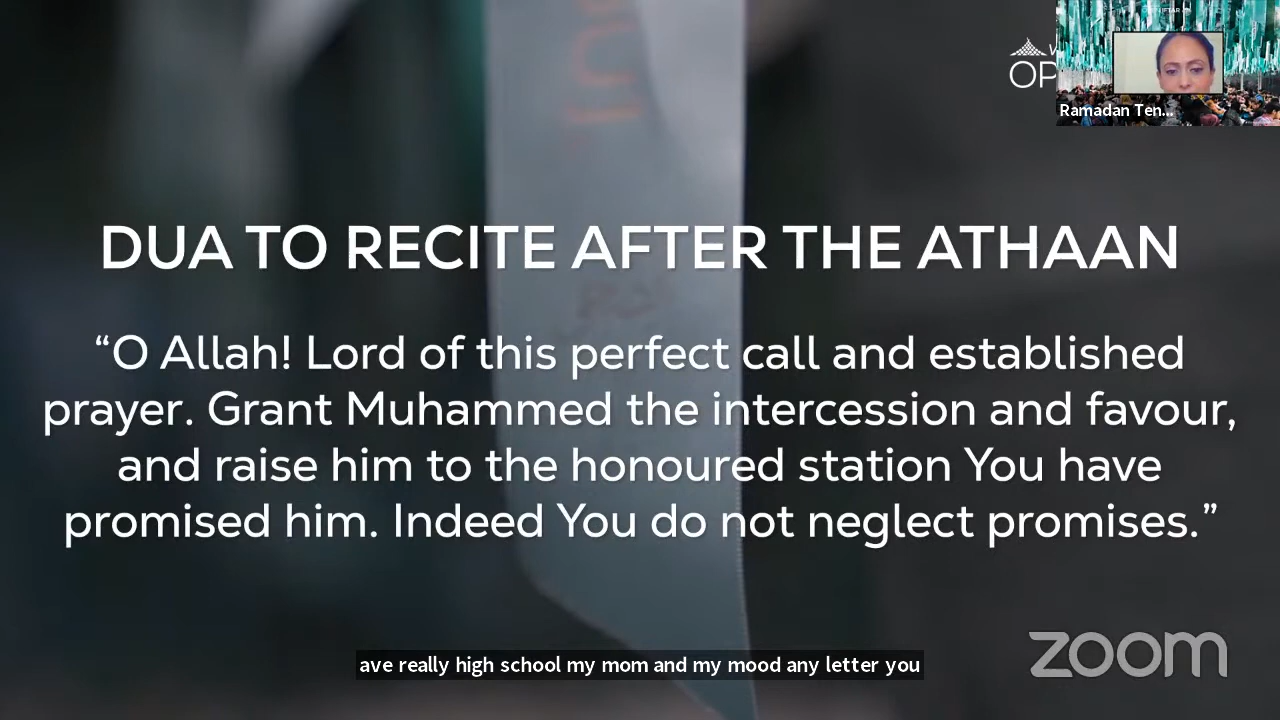 OP
Ramadan Ten...
DUA TO RECITE AFTER THE ATHAAN
“O Allah! Lord of this perfect call and established
prayer. Grant Muhammed the intercession and favour,
and raise him to the honoured station You have
promised him. Indeed You do not neglect promises.”
ave really high school my mom and my mood any letter you
zoom